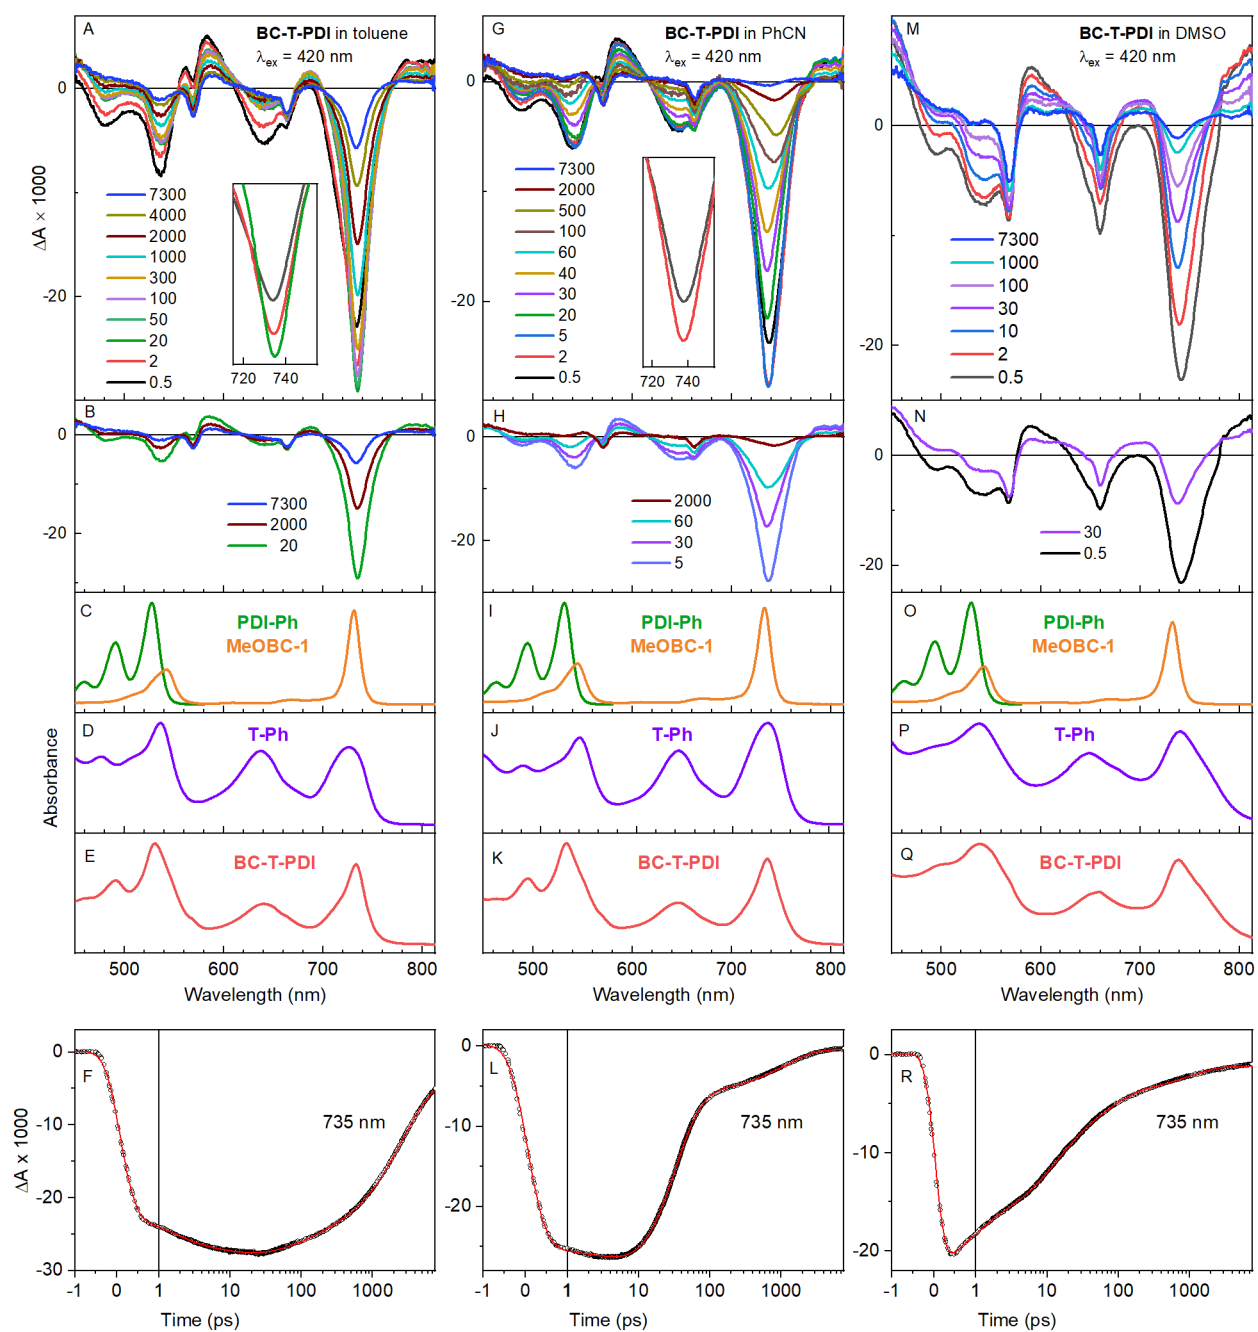 A
BC-T-PDI in toluene
λex = 420 nm
0
-20
ΔA × 1000
7300
4000
2000
1000
300
100
50
20
2
0.5
720 740
B
0
-20
7300
2000
20
C
PDI-Ph
MeOBC-1
D
T-Ph
Absorbance
E
BC-T-PDI
500 600 700 800
Wavelength (nm)
G
BC-T-PDI in PhCN
λex = 420 nm
0
-20
7300
2000
500
100
60
40
30
20
5
2
0.5
720 740
H
0
-20
2000
60
30
5
I
PDI-Ph
MeOBC-1
J
T-Ph
K
BC-T-PDI
500 600 700 800
Wavelength (nm)
M
BC-T-PDI in DMSO
λex = 420 nm
0
-20
7300
1000
100
30
10
2
0.5
N
0
-20
30
0.5
O
PDI-Ph
MeOBC-1
P
T-Ph
Q
BC-T-PDI
500 600 700 800
Wavelength (nm)
F
735 nm
0
-10
-20
-30
ΔA x 1000
-1 0 1 10 100 1000
Time (ps)
L
735 nm
0
-10
-20
-1 0 1 10 100 1000
Time (ps)
R
735 nm
0
-10
-20
-1 0 1 10 100 1000
Time (ps)